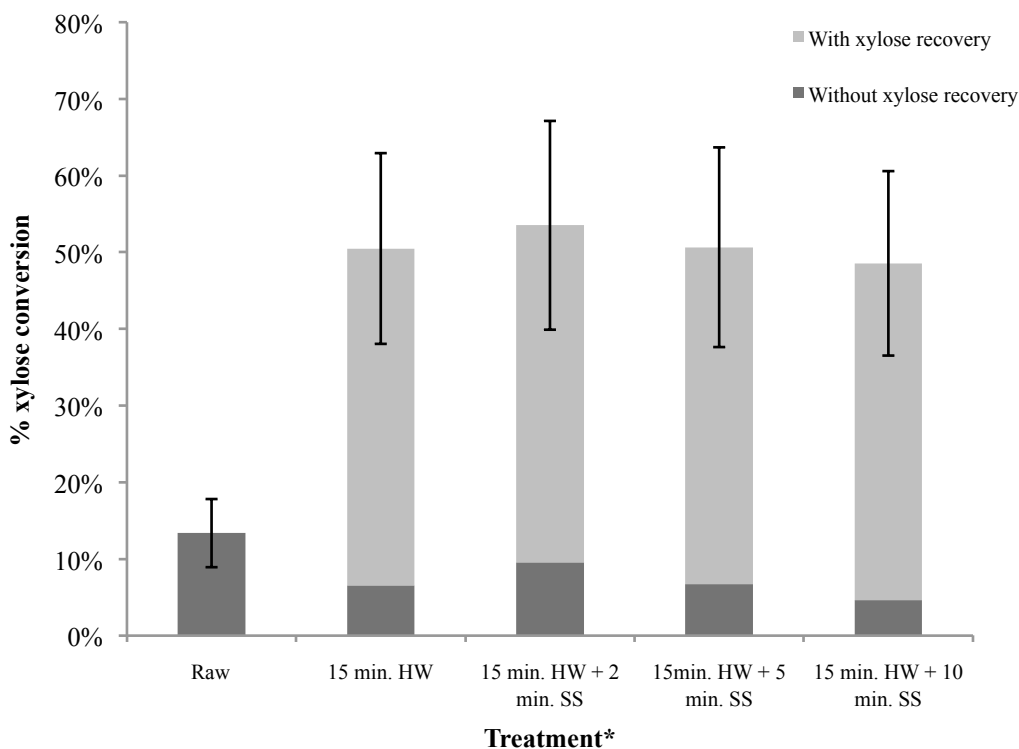 80%
With xylose recovery
70%
Without xylose recovery
60%
50%
40%
30%
20%
10%
0%
% xylose conversion
Raw
15 min. HW
15 min. HW + 2
min. SS
15min. HW + 5
min. SS
15 min. HW + 10
min. SS
Treatment*